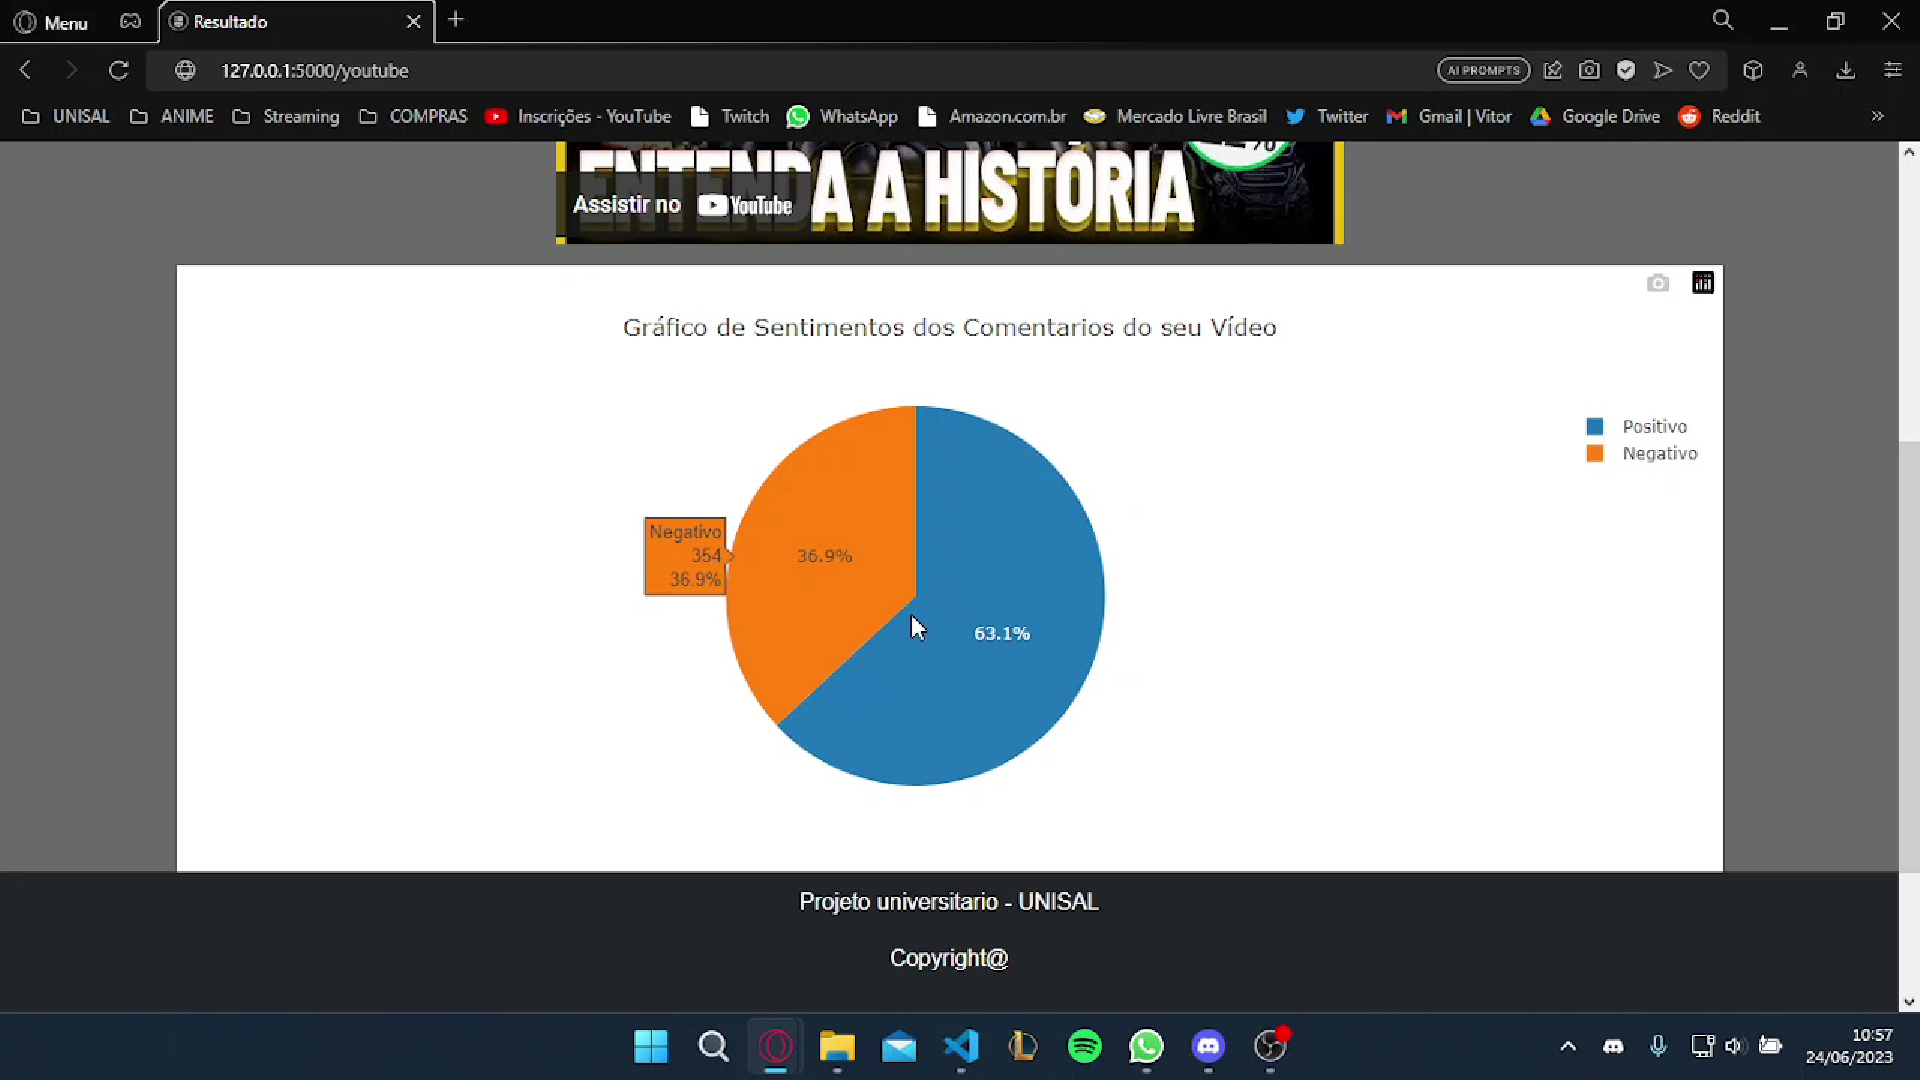 Menu
Resultado
127.0.0.1:5000/youtube
AI PROMPTS
UNISAL
ANIME
Streaming
COMPRAS
Inscrições - YouTube
Twitch
WhatsApp
Amazon.com.br
Mercado Livre Brasil
Twitter
Gmail | Vitor
Google Drive
Reddit
ENTENDA A HISTÓRIA
Assistir no YouTube
Gráfico de Sentimentos dos Comentarios do seu Vídeo
Positivo
Negativo
Negativo
354
36.9%
36.9%
63.1%
Projeto universitario - UNISAL
Copyright@
10:57
24/06/2023